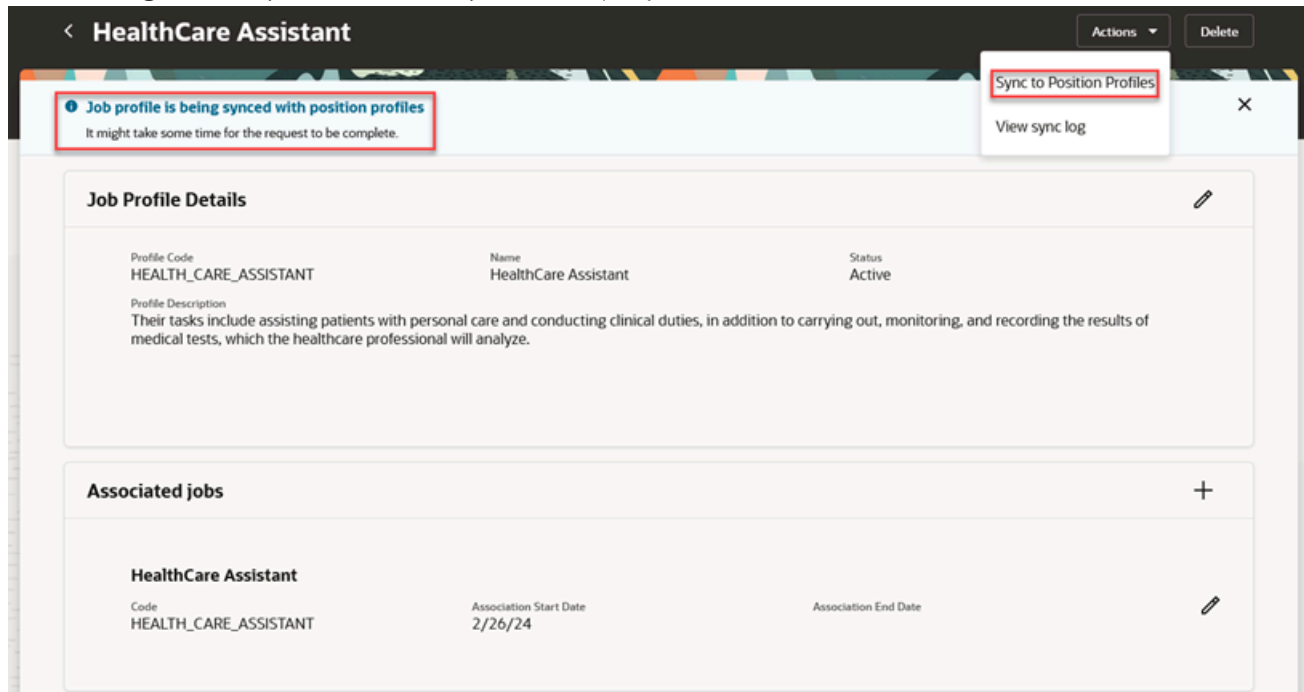 HealthCare Assistant
Actions
Delete
Sync to Position Profiles
View sync log
Job profile is being synced with position profiles
It might take some time for the request to be complete.
Job Profile Details
Profile Code
HEALTH_CARE_ASSISTANT
Name
HealthCare Assistant
Status
Active
Profile Description
Their tasks include assisting patients with personal care and conducting clinical duties, in addition to carrying out, monitoring, and recording the results of
medical tests, which the healthcare professional will analyze.
Associated jobs
HealthCare Assistant
Code
HEALTH_CARE_ASSISTANT
Association Start Date
2/26/24
Association End Date